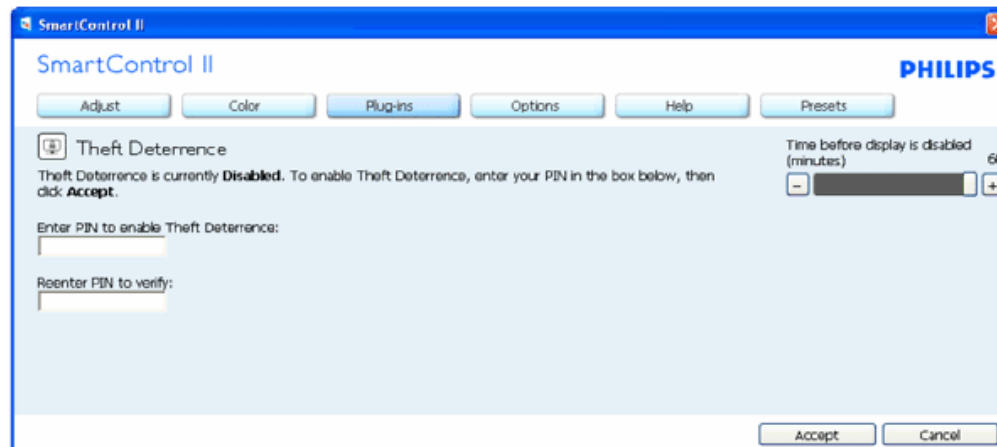 SmartControl II
SmartControl II
PHILIPS
Adjust Color Plug-ins Options Help Presets
Theft Deterrence
Theft Deterrence is currently Disabled. To enable Theft Deterrence, enter your PIN in the box below, then
click Accept.
Time before display is disabled
(minutes)
Enter PIN to enable Theft Deterrence:
Reenter PIN to verify:
Accept Cancel